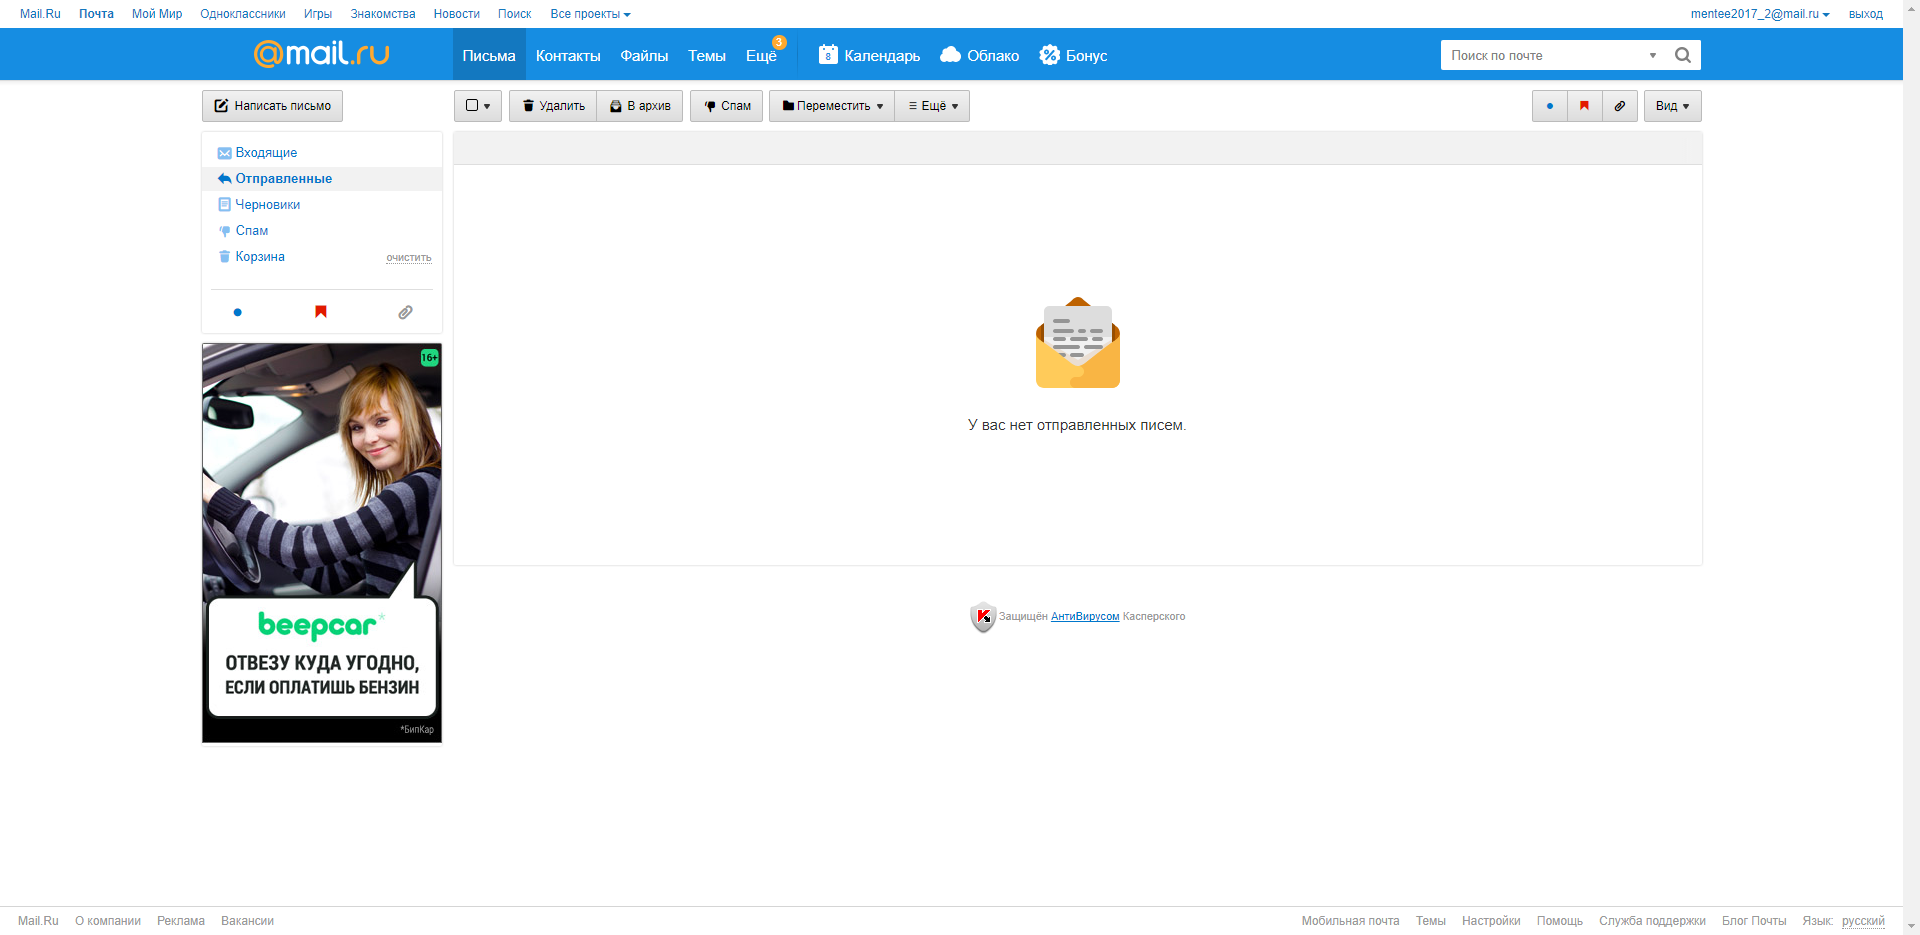 Mail.Ru Почта Мой Мир Одноклассники Игры Знакомства Новости Поиск Все проекты mentee2017_2@mail.ru выход
@mail.ru Письма Контакты Файлы Темы Ещё 3 8 Календарь Облако Бонус Поиск по почте
Написать письмо Удалить В архив Спам Переместить Ещё Вид
Входящие
Отправленные
Черновики
Спам
Корзина очистить
16+
У вас нет отправленных писем.
Защищён АнтиВирусом Касперского
beepcar*
ОТВЕЗУ КУДА УГОДНО,
ЕСЛИ ОПЛАТИШЬ БЕНЗИН
*БипКар
Mail.Ru О компании Реклама Вакансии Мобильная почта Темы Настройки Помощь Служба поддержки Блог Почты Язык: русский